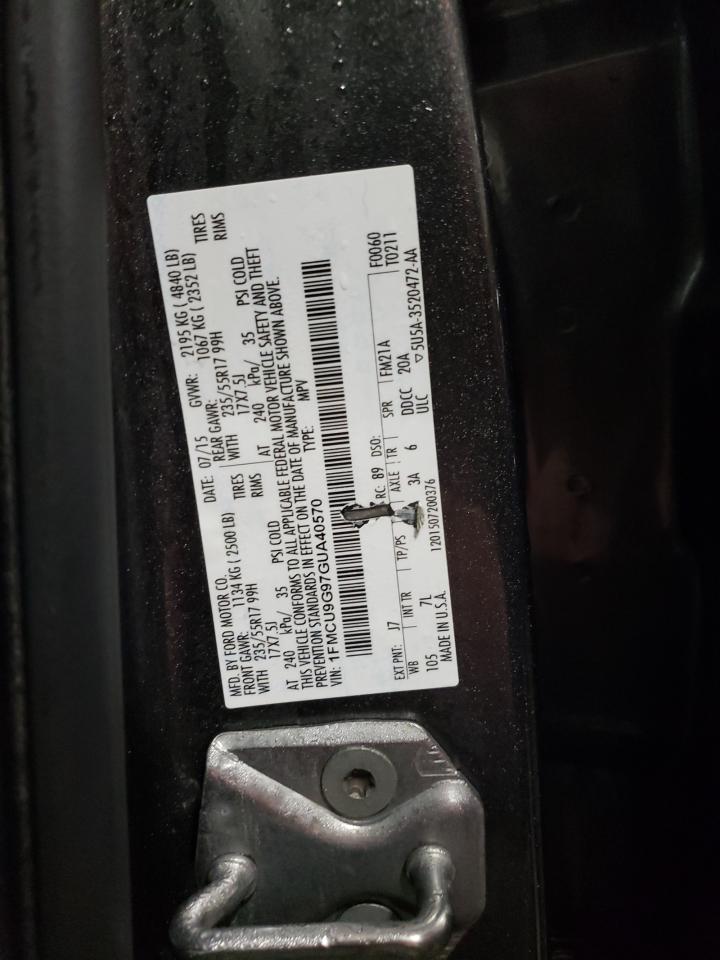 MFD. BY FORD MOTOR CO.
DATE: 07/15 GVWR: 2195 KG ( 4840 LB)
FRONT GAWR: 1134 KG ( 2500 LB) REAR GAWR: 1067 KG ( 2352 LB)
WITH 235/55R17 99H TIRES WITH 235/55R17 99H TIRES
17X7.5J RIMS 17X7.5J RIMS
AT 240 kPa/ 35 PSI COLD AT 240 kPa/ 35 PSI COLD
THIS VEHICLE CONFORMS TO ALL APPLICABLE FEDERAL MOTOR VEHICLE SAFETY AND THEFT
PREVENTION STANDARDS IN EFFECT ON THE DATE OF MANUFACTURE SHOWN ABOVE.
VIN: 1FMCU9G97GUA40570 TYPE: MPV
EXT PNT: J7 RC: 89 DSO: F0060
WB INT TR TP/PS AXLE TR SPR FM21A T0211
105 7L 3A 6 DDCC 20A
MADE IN U.S.A. 1201507200376 ULC ▽5U5A-3520472-AA